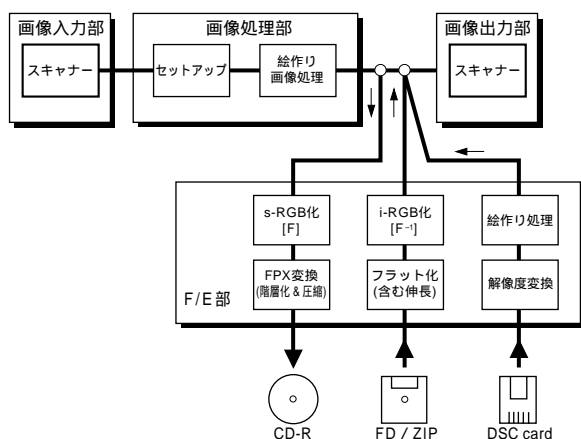 画像入力部
画像処理部
画像出力部
スキャナー
セットアップ
絵作り
画像処理
スキャナー
s-RGB化
[F]
i-RGB化
[F⁻¹]
絵作り処理
FPX変換
(階層化 & 圧縮)
フラット化
(含む伸長)
解像度変換
F/E部
CD-R
FD / ZIP
DSC card